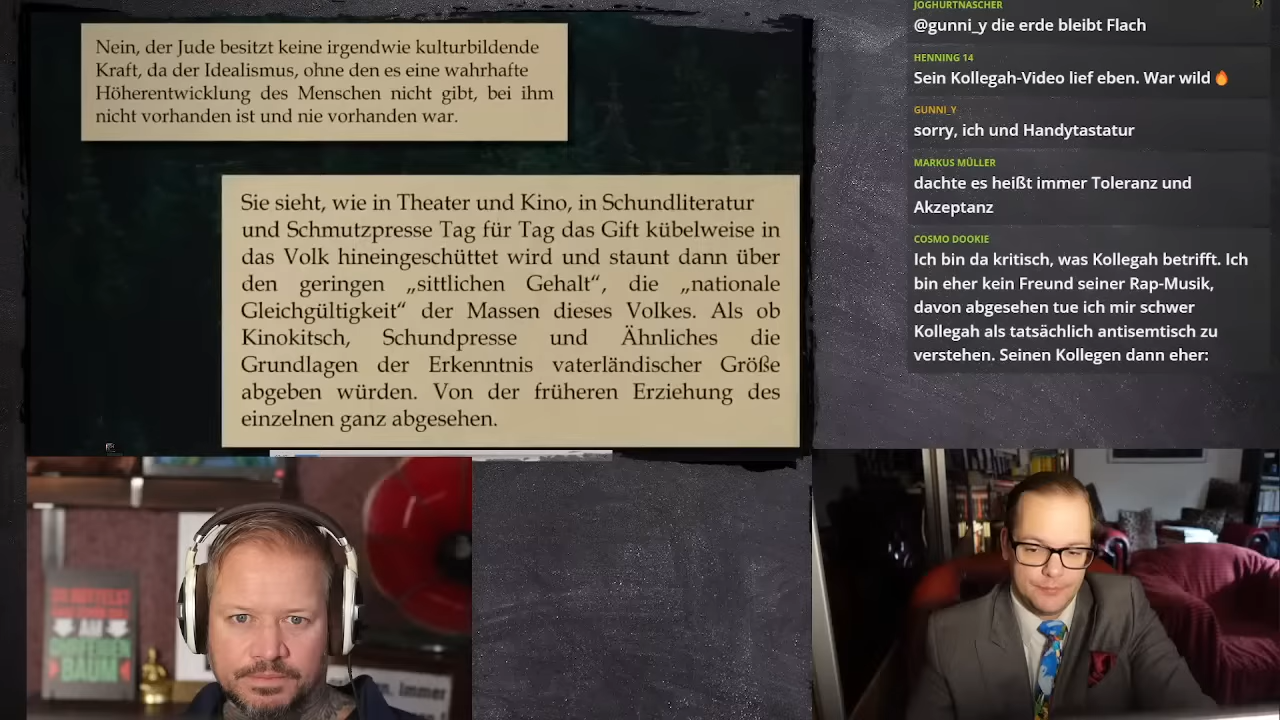 Nein, der Jude besitzt keine irgendwie kulturbildende
Kraft, da der Idealismus, ohne den es eine wahrhafte
Höherentwicklung des Menschen nicht gibt, bei ihm
nicht vorhanden ist und nie vorhanden war.
Sie sieht, wie in Theater und Kino, in Schundliteratur
und Schmutzpresse Tag für Tag das Gift kübelweise in
das Volk hineingeschüttet wird und staunt dann über
den geringen „sittlichen Gehalt“, die „nationale
Gleichgültigkeit“ der Massen dieses Volkes. Als ob
Kinokitsch, Schundpresse und Ähnliches die
Grundlagen der Erkenntnis vaterländischer Größe
abgeben würden. Von der früheren Erziehung des
einzelnen ganz abgesehen.
JOGHURTNASCHER
@gunni_y die erde bleibt Flach
HENNING 14
Sein Kollegah-Video lief eben. War wild🔥
GUNNI_Y
sorry, ich und Handytastatur
MARKUS MÜLLER
dachte es heißt immer Toleranz und
Akzeptanz
COSMO DOOKIE
Ich bin da kritisch, was Kollegah betrifft. Ich
bin eher kein Freund seiner Rap-Musik,
davon abgesehen tue ich mir schwer
Kollegah als tatsächlich antisemtisch zu
verstehen. Seinen Kollegen dann eher:
AM
BAUM